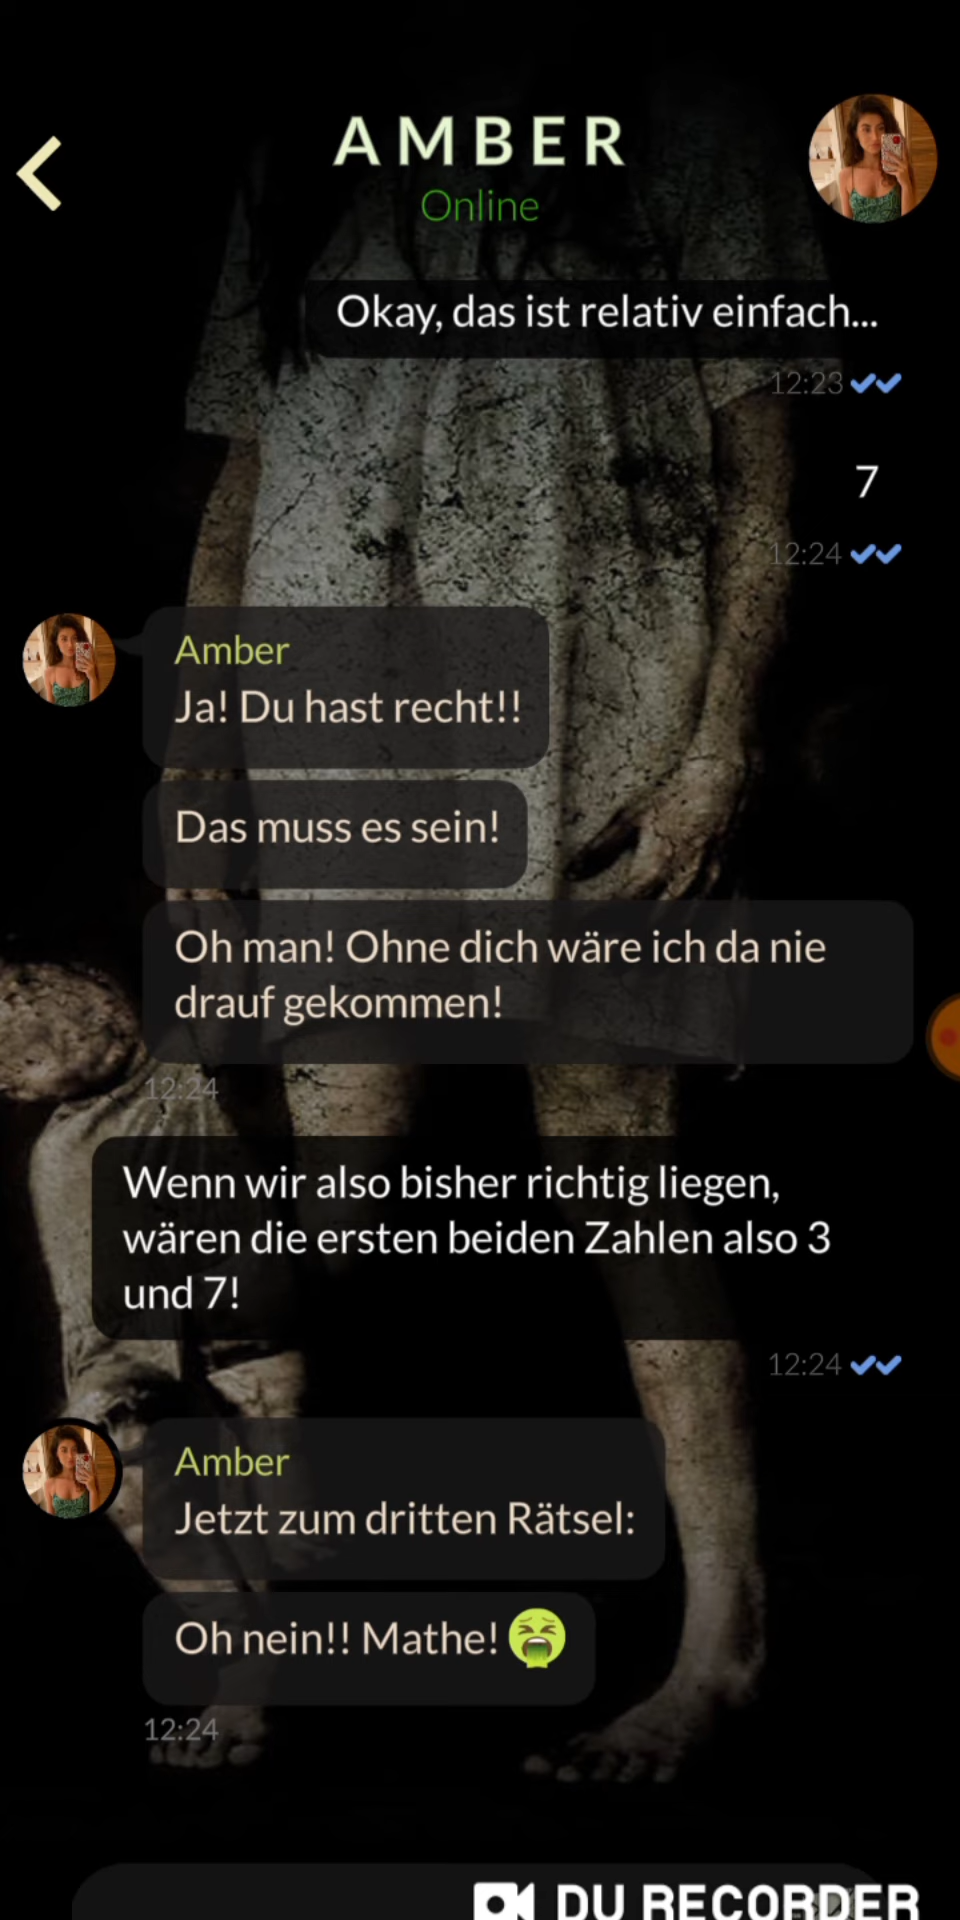 AMBER
Online
Okay, das ist relativ einfach...
12:23
7
12:24
Amber
Ja! Du hast recht!!
Das muss es sein!
Oh man! Ohne dich wäre ich da nie
drauf gekommen!
12:24
Wenn wir also bisher richtig liegen,
wären die ersten beiden Zahlen also 3
und 7!
12:24
Amber
Jetzt zum dritten Rätsel:
Oh nein!! Mathe! 🤮
12:24
DU RECORDER